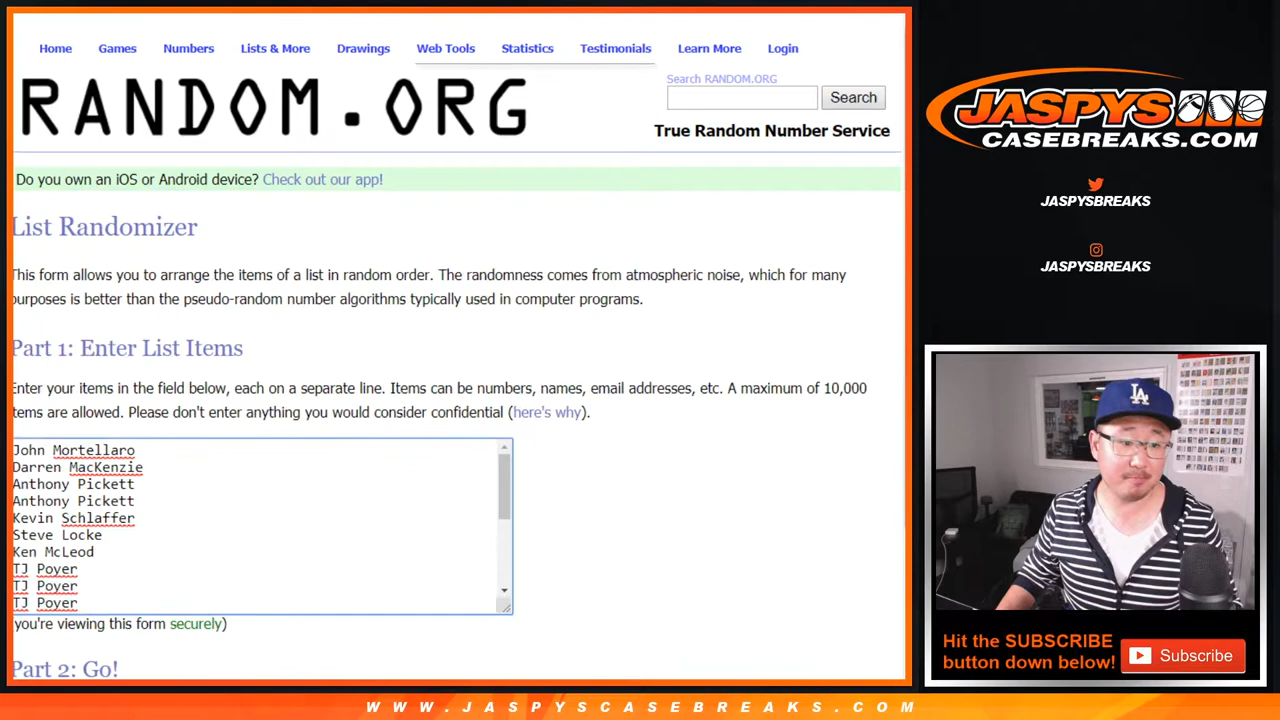 Home Games Numbers Lists & More Drawings Web Tools Statistics Testimonials Learn More Login
RANDOM.ORG
Search RANDOM.ORG
Search
True Random Number Service
Do you own an iOS or Android device? Check out our app!
List Randomizer
This form allows you to arrange the items of a list in random order. The randomness comes from atmospheric noise, which for many
purposes is better than the pseudo-random number algorithms typically used in computer programs.
Part 1: Enter List Items
Enter your items in the field below, each on a separate line. Items can be numbers, names, email addresses, etc. A maximum of 10,000
items are allowed. Please don't enter anything you would consider confidential (here's why).
John Mortellaro
Darren MacKenzie
Anthony Pickett
Anthony Pickett
Kevin Schlaffer
Steve Locke
Ken McLeod
TJ Poyer
TJ Poyer
TJ Poyer
you're viewing this form securely)
Part 2: Go!
JASPYS
CASEBREAKS.COM
JASPYSBREAKS
JASPYSBREAKS
LA
Hit the SUBSCRIBE
button down below!
Subscribe
WWW.JASPYSCASEBREAKS.COM